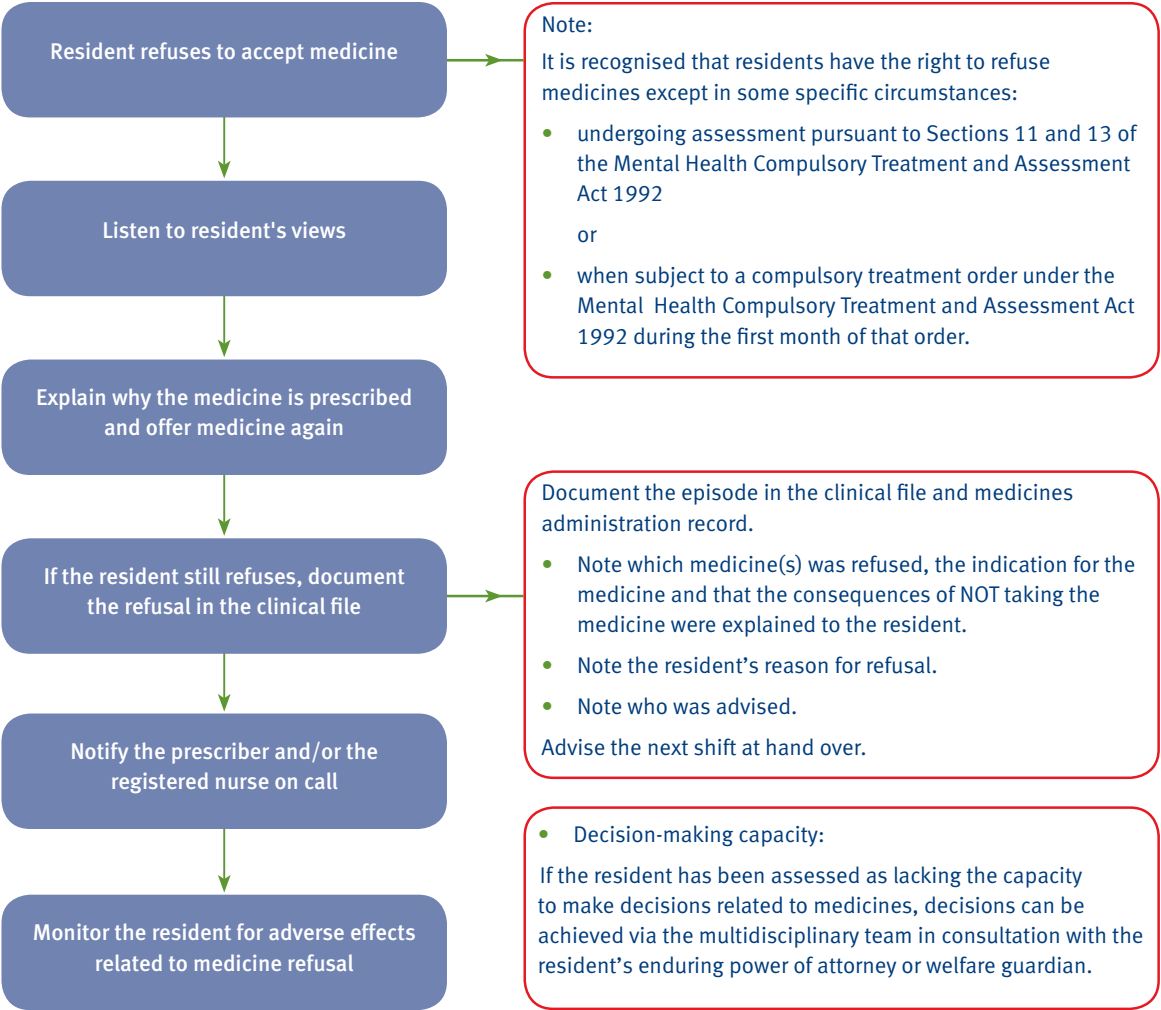 Resident refuses to accept medicine
Note:
It is recognised that residents have the right to refuse
medicines except in some specific circumstances:
• undergoing assessment pursuant to Sections 11 and 13 of
the Mental Health Compulsory Treatment and Assessment
Act 1992
or
• when subject to a compulsory treatment order under the
Mental Health Compulsory Treatment and Assessment Act
1992 during the first month of that order.
Listen to resident's views
Explain why the medicine is prescribed
and offer medicine again
If the resident still refuses, document
the refusal in the clinical file
Document the episode in the clinical file and medicines
administration record.
• Note which medicine(s) was refused, the indication for the
medicine and that the consequences of NOT taking the
medicine were explained to the resident.
• Note the resident’s reason for refusal.
• Note who was advised.
Advise the next shift at hand over.
Notify the prescriber and/or the
registered nurse on call
Monitor the resident for adverse effects
related to medicine refusal
• Decision-making capacity:
If the resident has been assessed as lacking the capacity
to make decisions related to medicines, decisions can be
achieved via the multidisciplinary team in consultation with the
resident’s enduring power of attorney or welfare guardian.